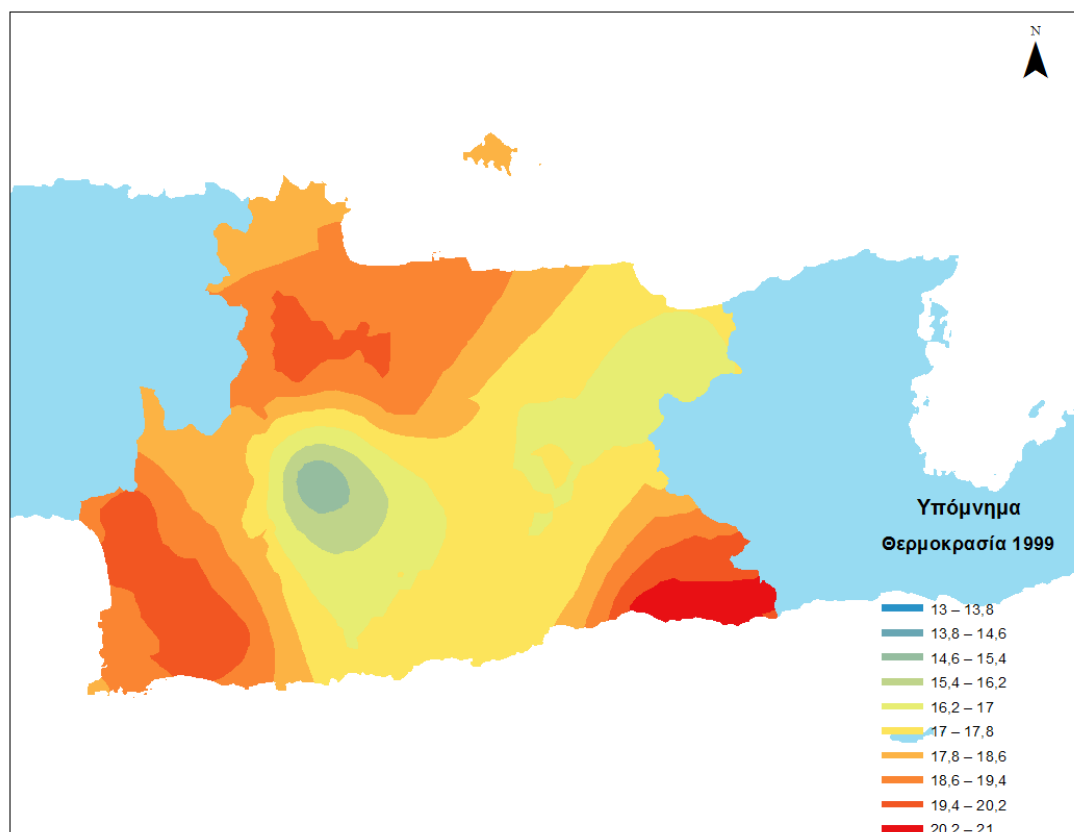 N
Υπόμνημα
Θερμοκρασία 1999
13 – 13,8
13,8 – 14,6
14,6 – 15,4
15,4 – 16,2
16,2 – 17
17 – 17,8
17,8 – 18,6
18,6 – 19,4
19,4 – 20,2
20,2 – 21